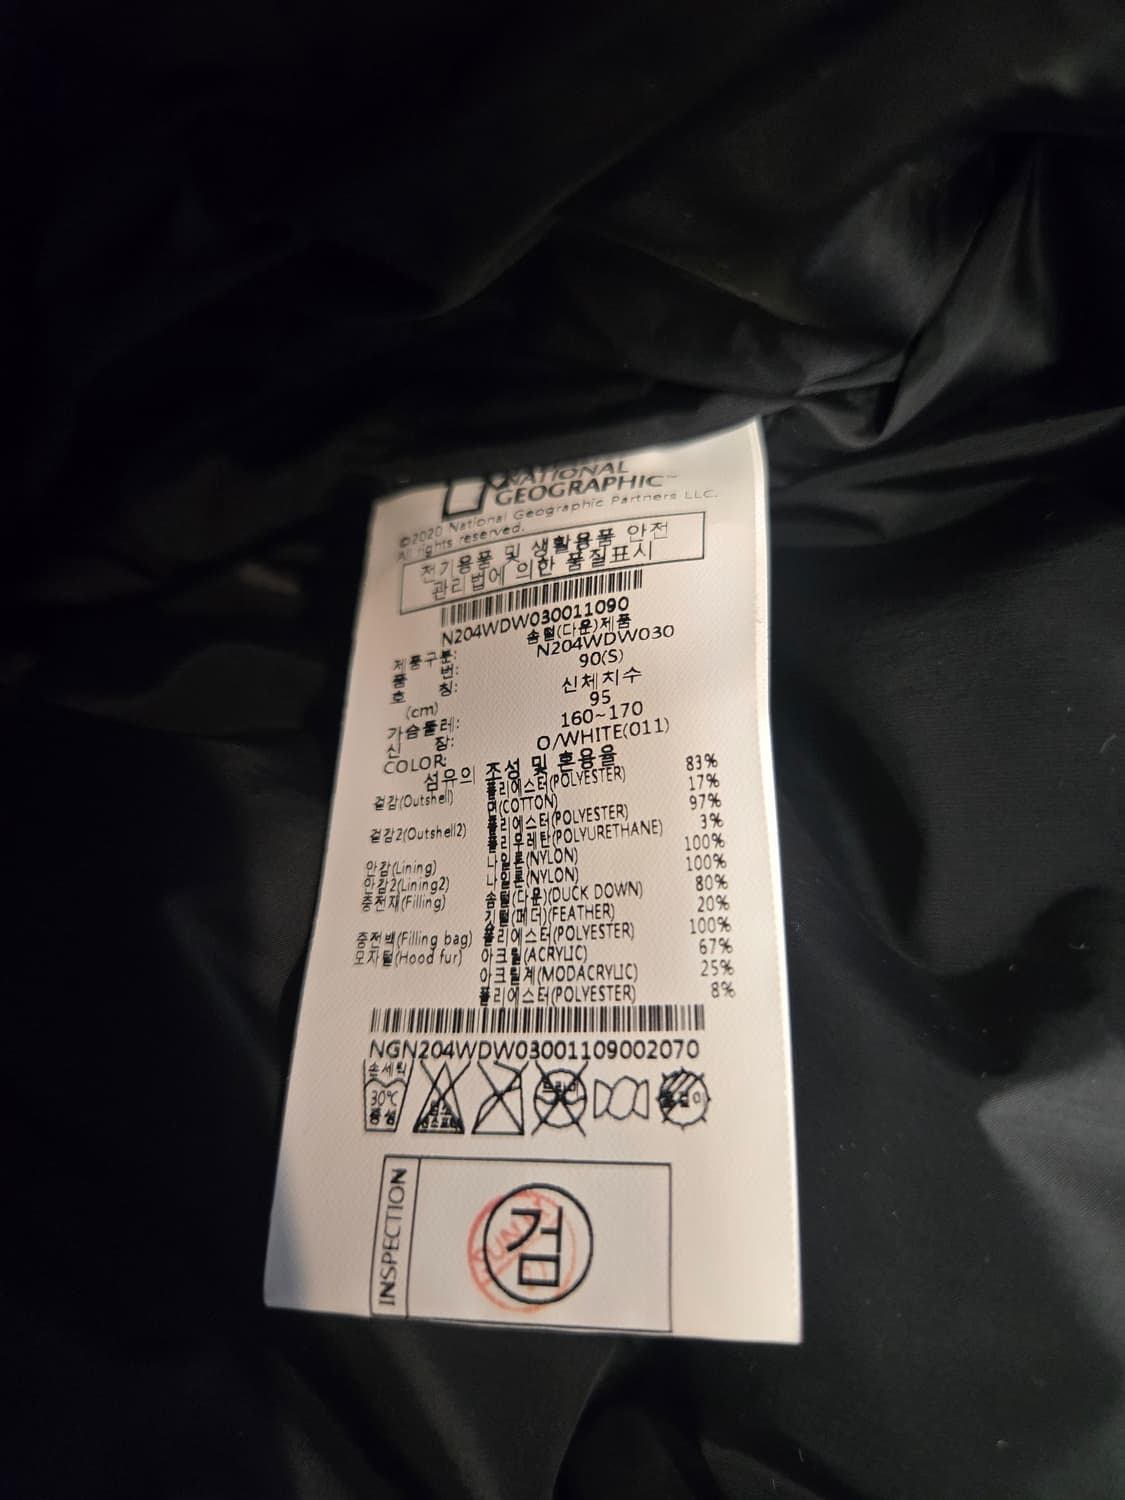 NATIONAL
GEOGRAPHIC™
©2020 National Geographic Partners LLC.
All rights reserved.
전기용품 및 생활용품 안전
관리법에 의한 품질표시
N204WDW030011090
제품구분: 솜털(다운)제품
품 번: N204WDW030
호 칭: 90(S)
(cm) 신체치수
가슴둘레: 95
신 장: 160~170
COLOR: O/WHITE(011)
섬유의 조성 및 혼용율
겉감(Outshell) 폴리에스터(POLYESTER) 83%
면(COTTON) 17%
겉감2(Outshell2) 폴리에스터(POLYESTER) 97%
폴리우레탄(POLYURETHANE) 3%
안감(Lining) 나일론(NYLON) 100%
안감2(Lining2) 나일론(NYLON) 100%
충전재(Filling) 솜털(다운)(DUCK DOWN) 80%
깃털(페더)(FEATHER) 20%
충전백(Filling bag) 폴리에스터(POLYESTER) 100%
모자털(Hood fur) 아크릴(ACRYLIC) 67%
아크릴계(MODACRYLIC) 25%
폴리에스터(POLYESTER) 8%
NGN204WDW03001109002070
손세탁
30℃
중성
드라이
옷걸이
INSPECTION
검